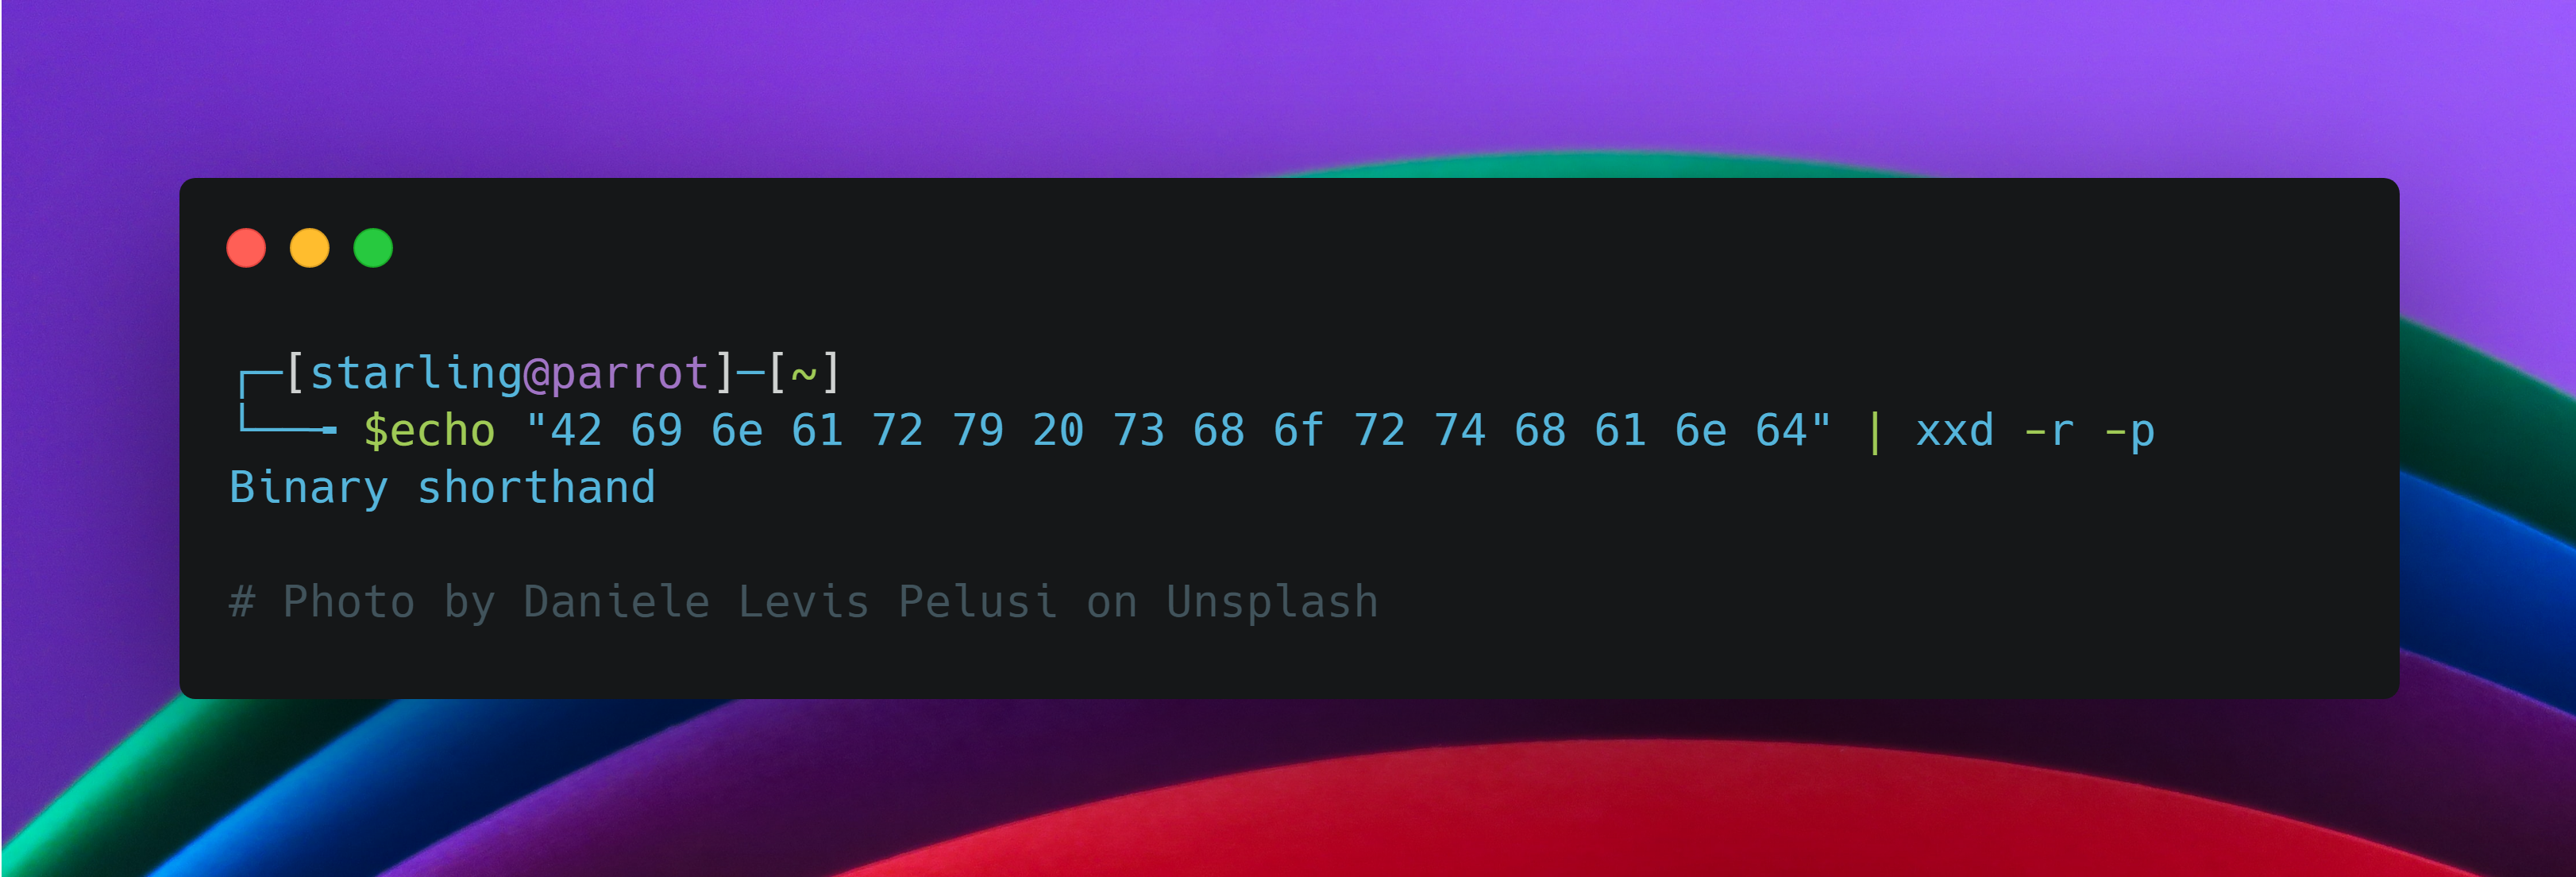 ┌─[starling@parrot]─[~]
└──╼ $echo "42 69 6e 61 72 79 20 73 68 6f 72 74 68 61 6e 64" | xxd -r -p
Binary shorthand
# Photo by Daniele Levis Pelusi on Unsplash